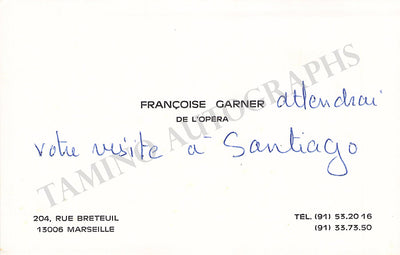 FRANÇOISE GARNER attendrai
DE L'OPÉRA
votre visite à Santiago
TAMINO AUTOGRAPHS
204, RUE BRETEUIL
13006 MARSEILLE
TÉL. (91) 53.20 16
(91) 33.73.50